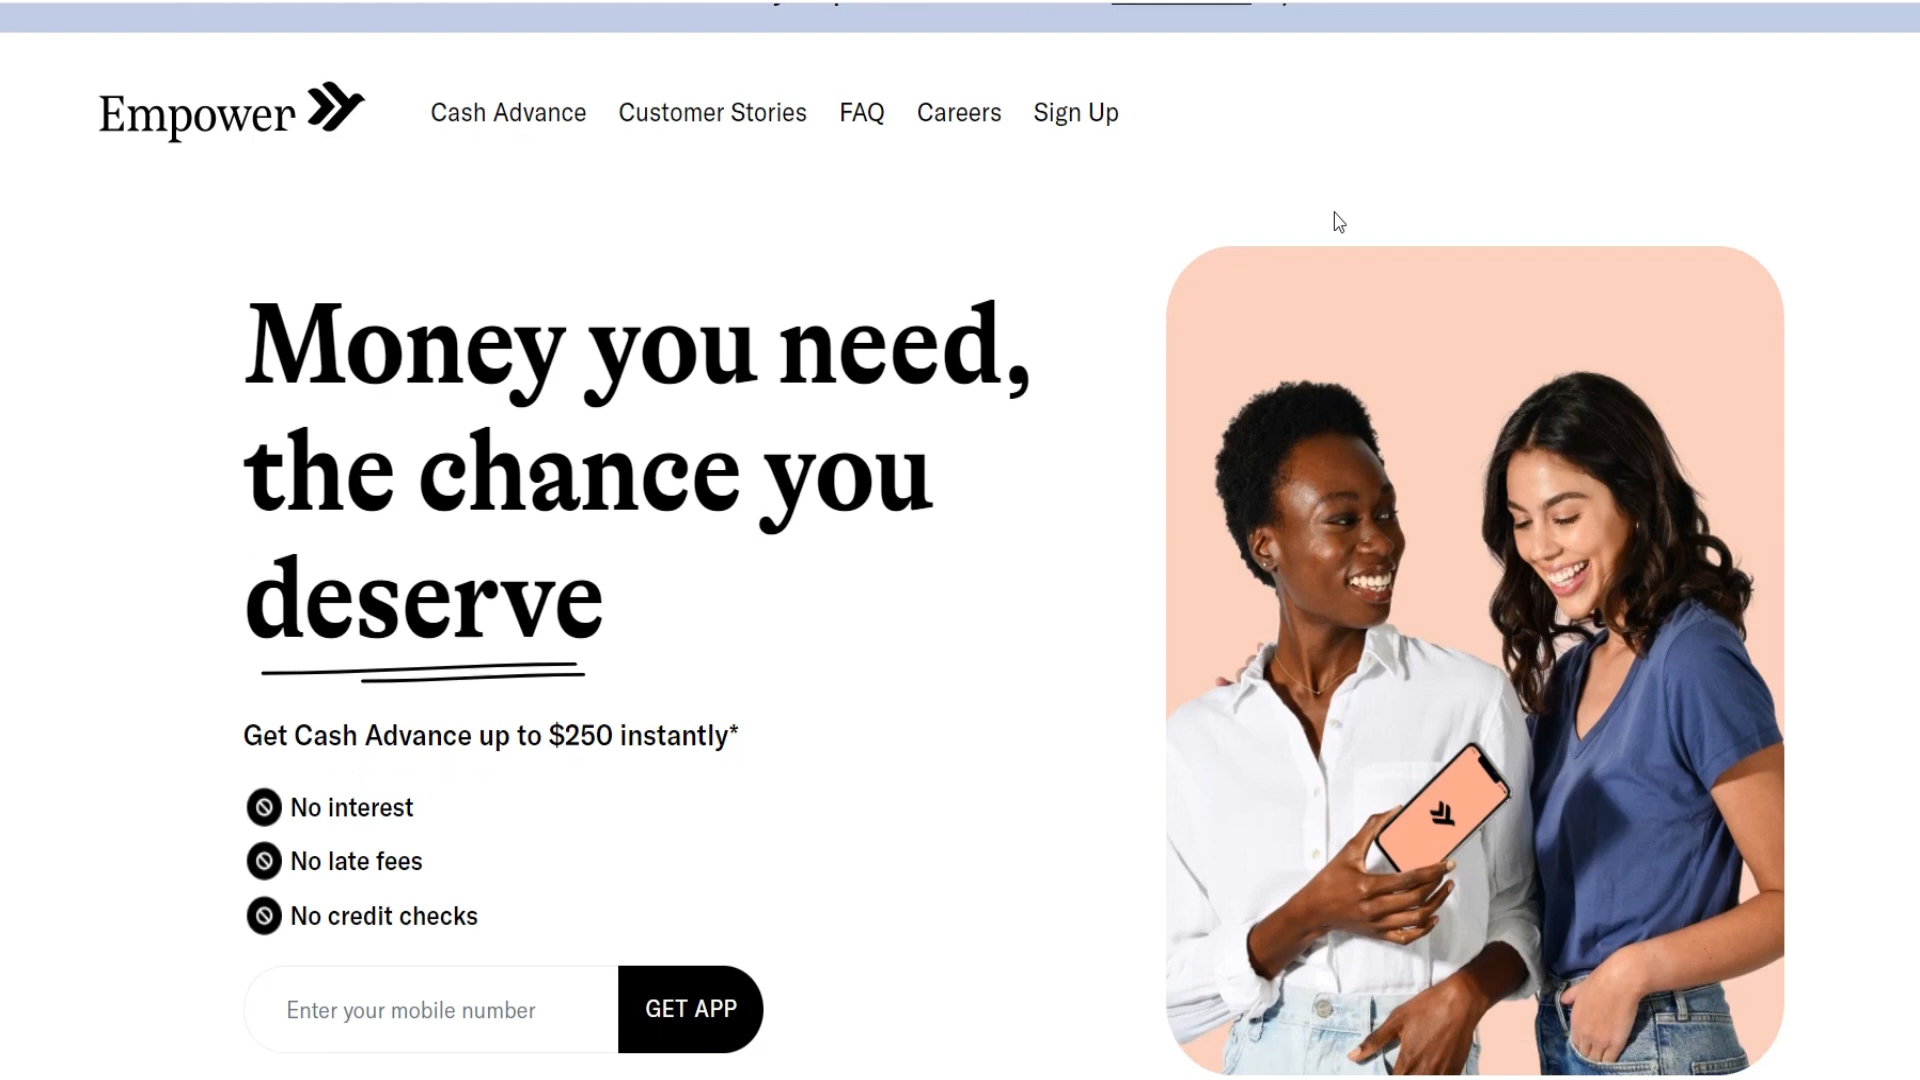 Empower
Cash Advance
Customer Stories
FAQ
Careers
Sign Up
Money you need,
the chance you
deserve
Get Cash Advance up to $250 instantly*
No interest
No late fees
No credit checks
Enter your mobile number
GET APP